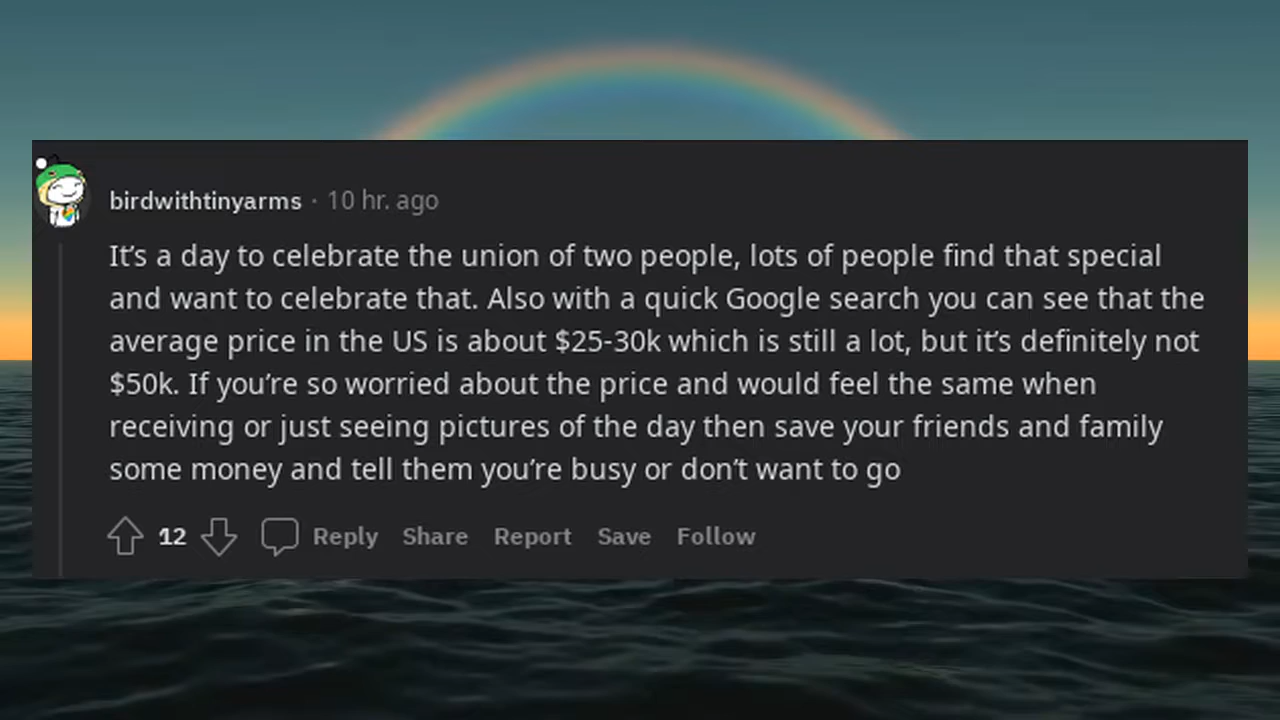 birdwithtinyarms · 10 hr. ago
It’s a day to celebrate the union of two people, lots of people find that special
and want to celebrate that. Also with a quick Google search you can see that the
average price in the US is about $25-30k which is still a lot, but it’s definitely not
$50k. If you’re so worried about the price and would feel the same when
receiving or just seeing pictures of the day then save your friends and family
some money and tell them you’re busy or don’t want to go
12 Reply Share Report Save Follow